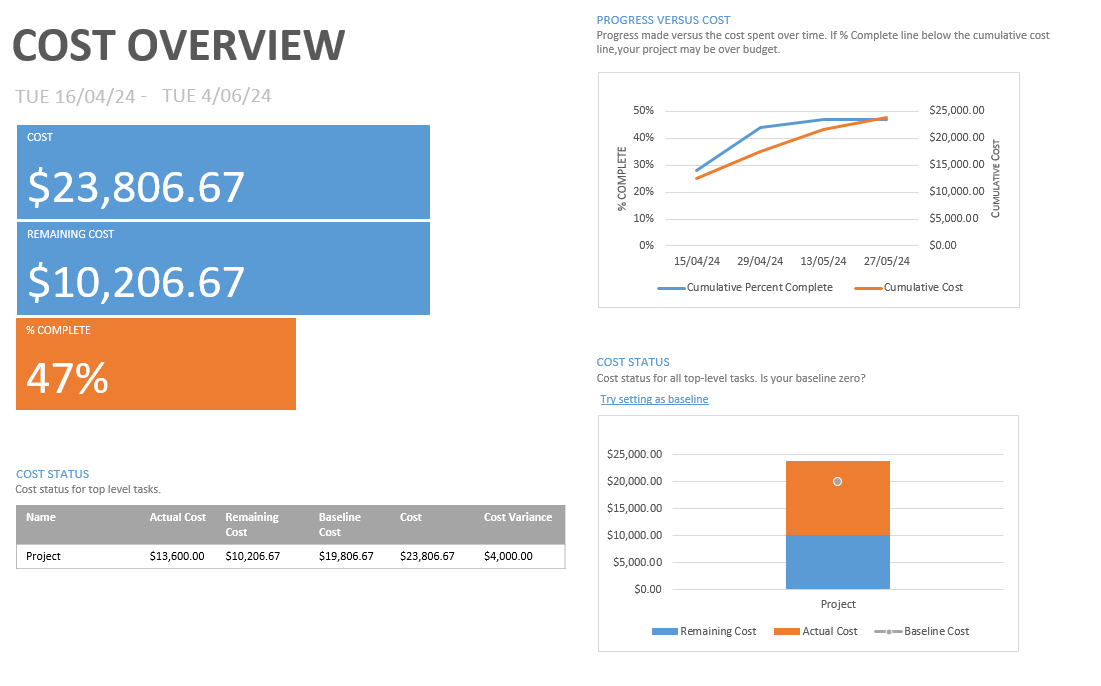 COST OVERVIEW
TUE 16/04/24 - TUE 4/06/24
COST
$23,806.67
REMAINING COST
$10,206.67
% COMPLETE
47%
COST STATUS
Cost status for top level tasks.
Name Actual Cost Remaining Cost Baseline Cost Cost Cost Variance
Project $13,600.00 $10,206.67 $19,806.67 $23,806.67 $4,000.00
PROGRESS VERSUS COST
Progress made versus the cost spent over time. If % Complete line below the cumulative cost
line,your project may be over budget.
50% $25,000.00
40% $20,000.00
30% $15,000.00
20% $10,000.00
10% $5,000.00
0% $0.00
% COMPLETE
CUMULATIVE COST
15/04/24 29/04/24 13/05/24 27/05/24
Cumulative Percent Complete Cumulative Cost
COST STATUS
Cost status for all top-level tasks. Is your baseline zero?
Try setting as baseline
$25,000.00
$20,000.00
$15,000.00
$10,000.00
$5,000.00
$0.00
Project
Remaining Cost Actual Cost Baseline Cost